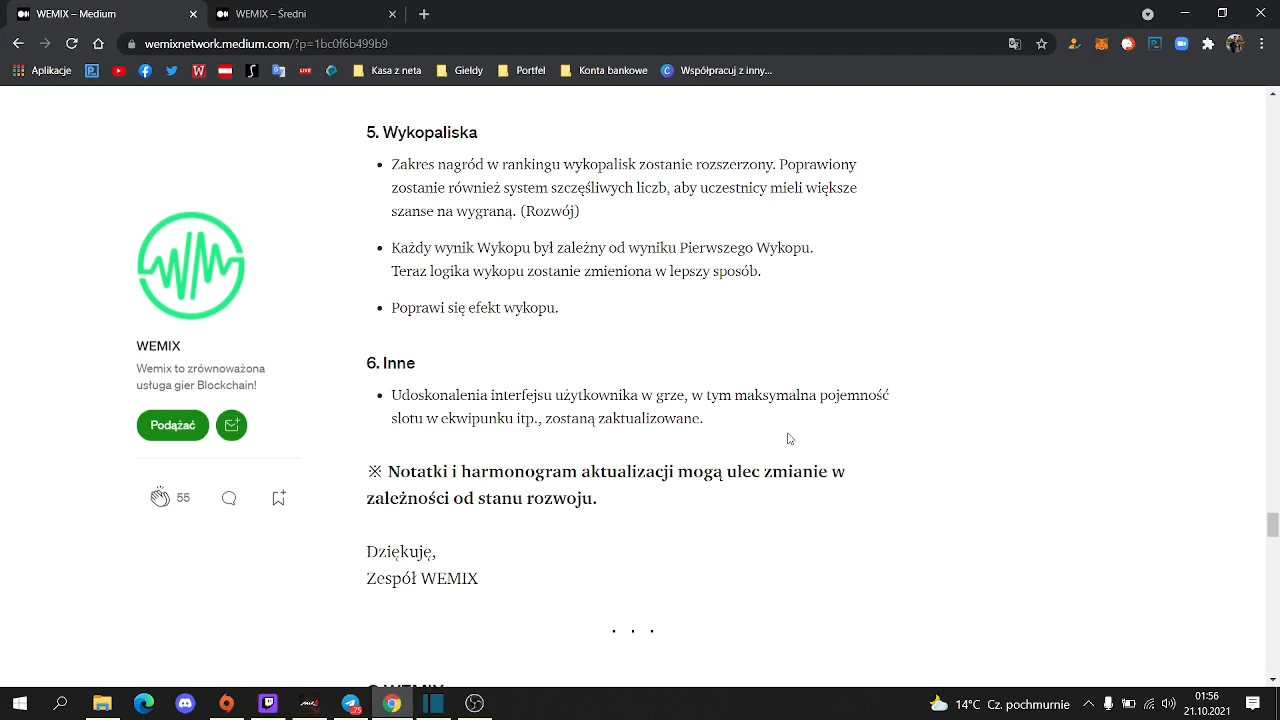 WEMIX – Medium
WEMIX – Średni
wemixnetwork.medium.com/?p=1bc0f6b499b9
Aplikacje
LIVE
Kasa z neta
Giełdy
Portfel
Konta bankowe
Współpracuj z inny...
5. Wykopaliska
Zakres nagród w rankingu wykopalisk zostanie rozszerzony. Poprawiony
zostanie również system szczęśliwych liczb, aby uczestnicy mieli większe
szanse na wygraną. (Rozwój)
Każdy wynik Wykopu był zależny od wyniku Pierwszego Wykopu.
Teraz logika wykopu zostanie zmieniona w lepszy sposób.
Poprawi się efekt wykopu.
WEMIX
Wemix to zrównoważona
usługa gier Blockchain!
Podążać
55
6. Inne
Udoskonalenia interfejsu użytkownika w grze, w tym maksymalna pojemność
slotu w ekwipunku itp., zostaną zaktualizowane.
※ Notatki i harmonogram aktualizacji mogą ulec zmianie w
zależności od stanu rozwoju.
Dziękuję,
Zespół WEMIX
. . .
75
14°C Cz. pochmurnie
01:56
21.10.2021